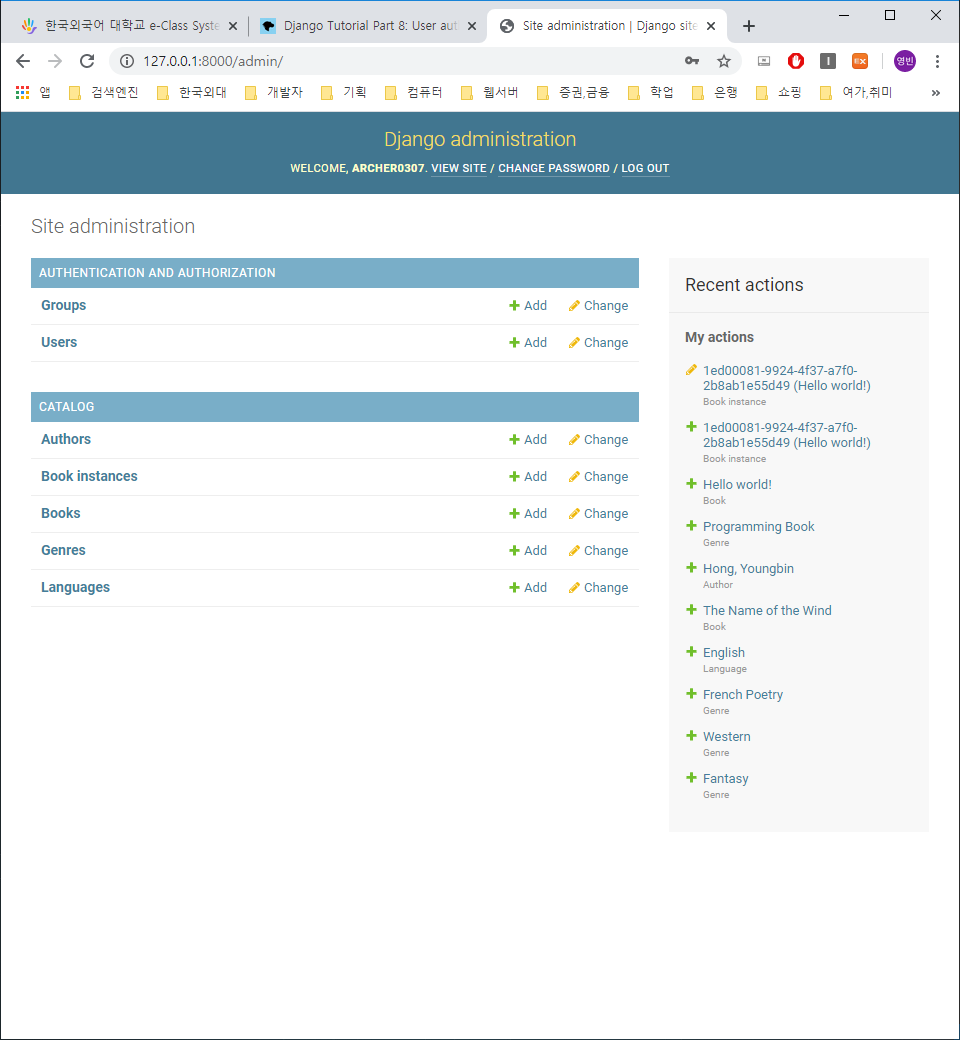 한국외국어 대학교 e-Class Syste
Django Tutorial Part 8: User aut
Site administration | Django site
127.0.0.1:8000/admin/
영빈
앱 검색엔진 한국외대 개발자 기획 컴퓨터 웹서버 증권,금융 학업 은행 쇼핑 여가,취미 »
Django administration
WELCOME, ARCHER0307. VIEW SITE / CHANGE PASSWORD / LOG OUT
Site administration
AUTHENTICATION AND AUTHORIZATION
Groups Add Change
Users Add Change
CATALOG
Authors Add Change
Book instances Add Change
Books Add Change
Genres Add Change
Languages Add Change
Recent actions
My actions
1ed00081-9924-4f37-a7f0-
2b8ab1e55d49 (Hello world!)
Book instance
1ed00081-9924-4f37-a7f0-
2b8ab1e55d49 (Hello world!)
Book instance
Hello world!
Book
Programming Book
Genre
Hong, Youngbin
Author
The Name of the Wind
Book
English
Language
French Poetry
Genre
Western
Genre
Fantasy
Genre